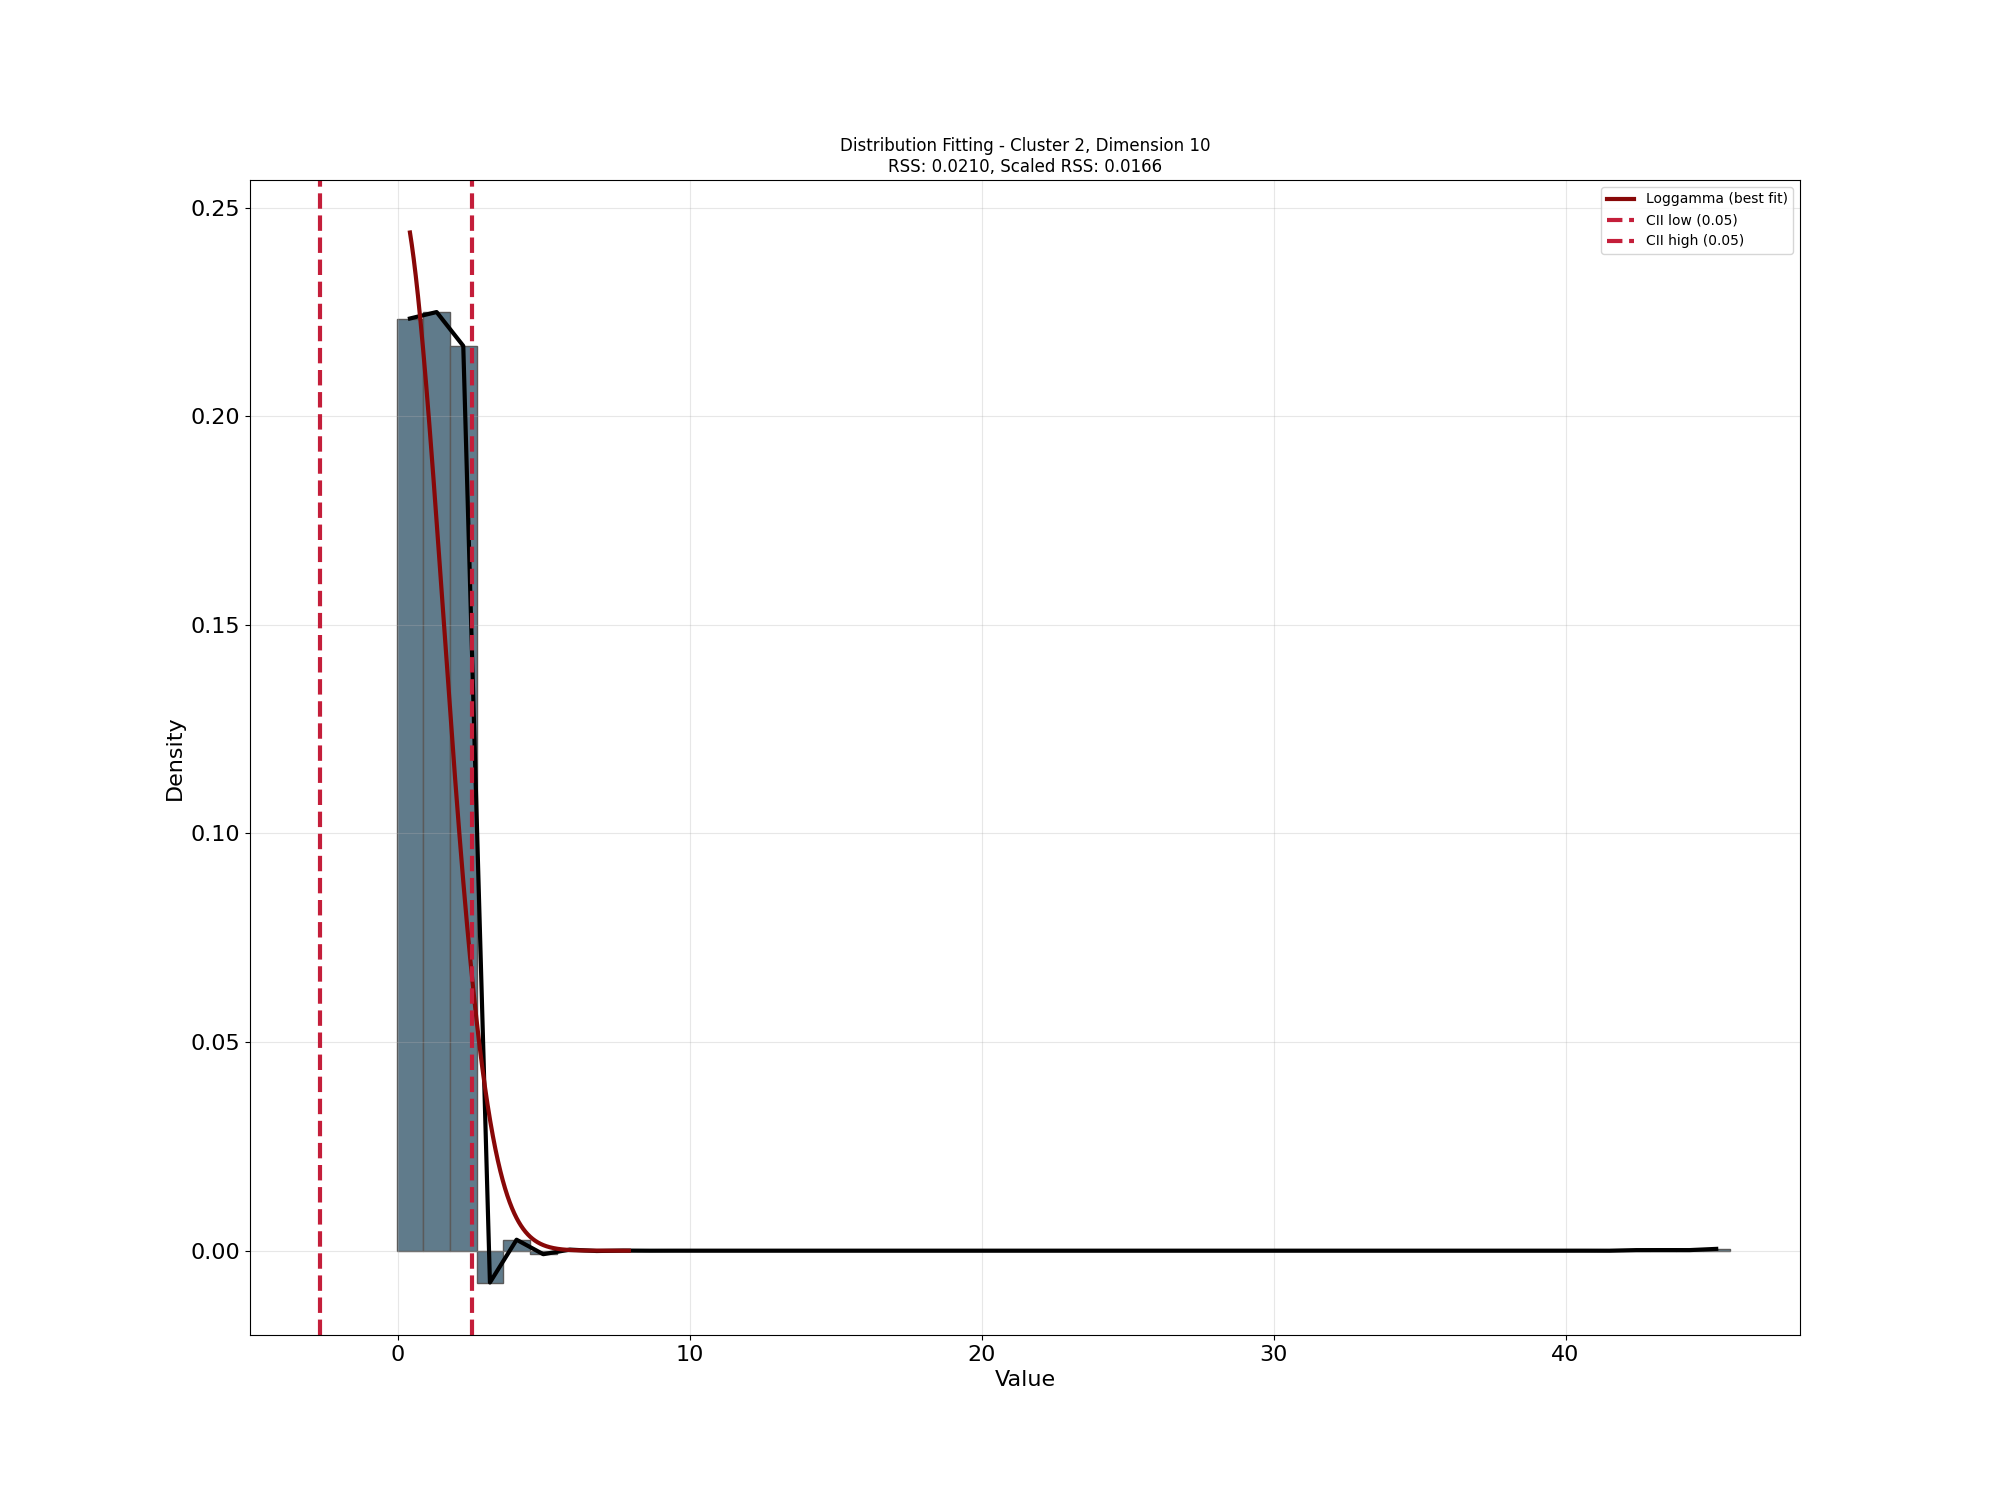 Distribution Fitting - Cluster 2, Dimension 10
RSS: 0.0210, Scaled RSS: 0.0166
Loggamma (best fit)
CII low (0.05)
CII high (0.05)
0.25
0.20
0.15
0.10
0.05
0.00
Density
0 10 20 30 40
Value